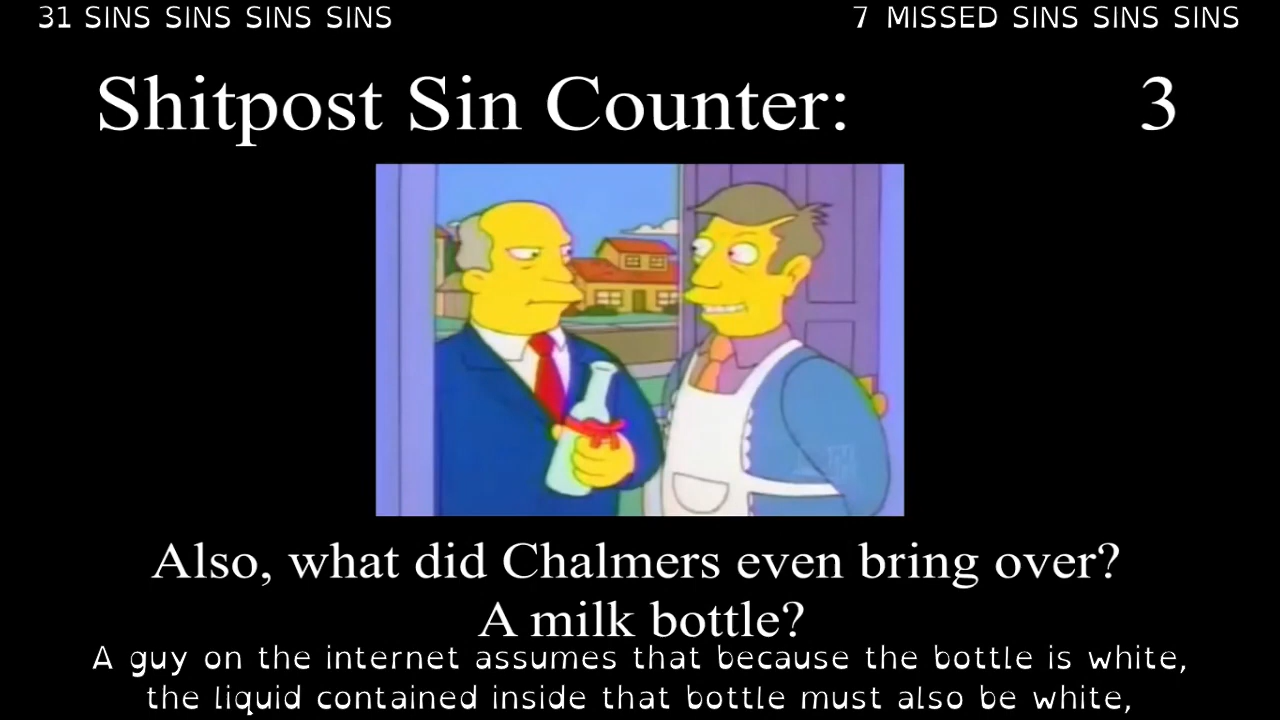 31 SINS SINS SINS SINS
7 MISSED SINS SINS SINS
Shitpost Sin Counter: 3
Also, what did Chalmers even bring over?
A milk bottle?
A guy on the internet assumes that because the bottle is white,
the liquid contained inside that bottle must also be white,